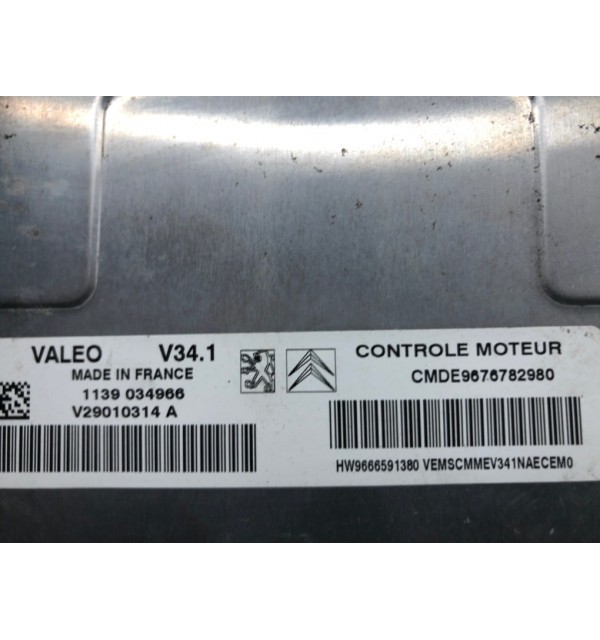 VALEO V34.1
MADE IN FRANCE
1139 034966
V29010314 A
CONTROLE MOTEUR
CMDE9676782980
HW9666591380 VEMSCMMEV341NAECEM0